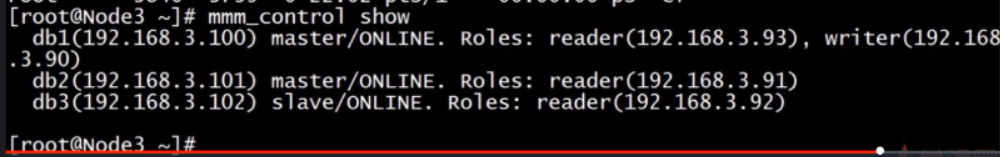 [root@Node3 ~]# mmm_control show
db1(192.168.3.100) master/ONLINE. Roles: reader(192.168.3.93), writer(192.168
.3.90)
db2(192.168.3.101) master/ONLINE. Roles: reader(192.168.3.91)
db3(192.168.3.102) slave/ONLINE. Roles: reader(192.168.3.92)
[root@Node3 ~]#